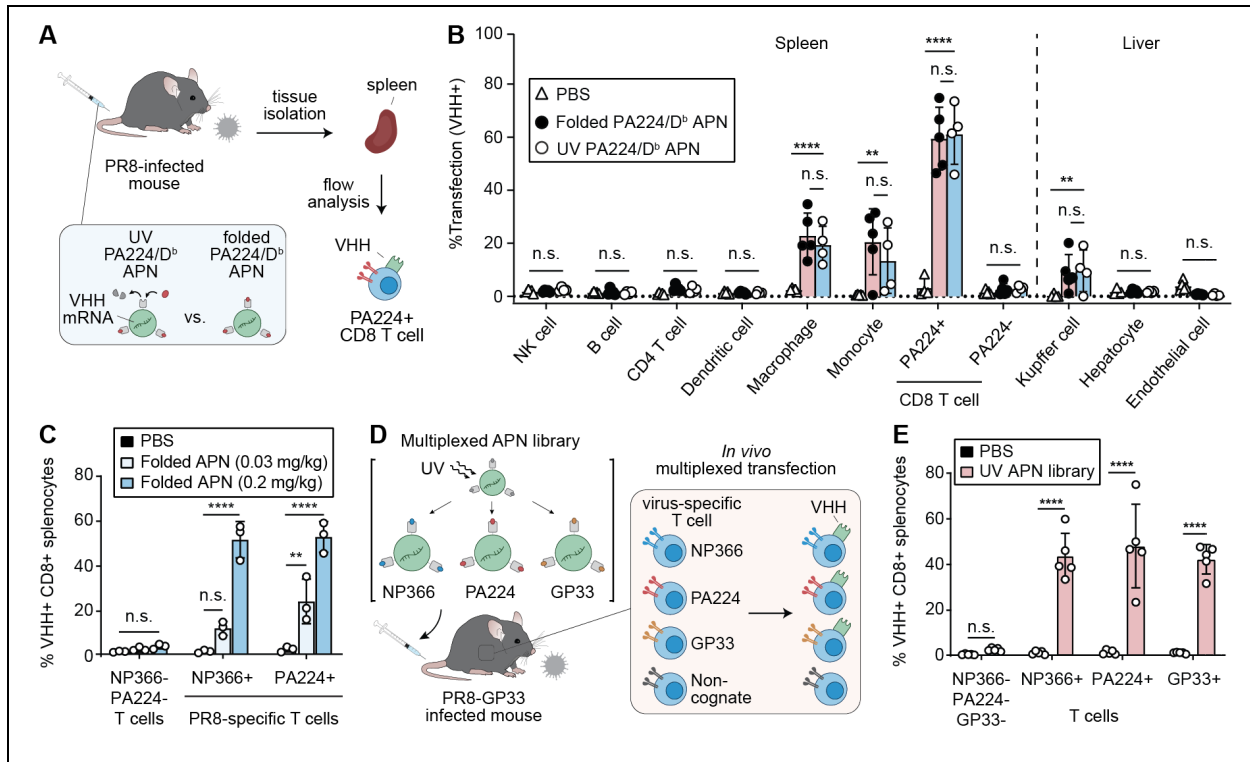 A
PR8-infected
mouse
tissue
isolation
spleen
flow
analysis
VHH
PA224+
CD8 T cell
UV
PA224/Dᵇ
APN
folded
PA224/Dᵇ
APN
VHH
mRNA
vs.
B
Spleen
Liver
%Transfection (VHH+)
100
80
60
40
20
0
PBS
Folded PA224/Dᵇ APN
UV PA224/Dᵇ APN
n.s.
n.s.
n.s.
n.s.
****
n.s.
**
n.s.
****
n.s.
n.s.
**
n.s.
n.s.
n.s.
NK cell
B cell
CD4 T cell
Dendritic cell
Macrophage
Monocyte
PA224+
PA224-
Kupffer cell
Hepatocyte
Endothelial cell
CD8 T cell
C
PBS
Folded APN (0.03 mg/kg)
Folded APN (0.2 mg/kg)
% VHH+ CD8+ splenocytes
80
60
40
20
0
n.s.
****
n.s.
****
**
NP366-
PA224-
T cells
NP366+
PA224+
PR8-specific T cells
D
Multiplexed APN library
UV
NP366
PA224
GP33
PR8-GP33
infected mouse
In vivo
multiplexed transfection
virus-specific
T cell
VHH
NP366
PA224
GP33
Non-
cognate
E
PBS
UV APN library
% VHH+ CD8+ splenocytes
80
60
40
20
0
n.s.
****
****
****
NP366-
PA224-
GP33-
NP366+
PA224+
GP33+
T cells